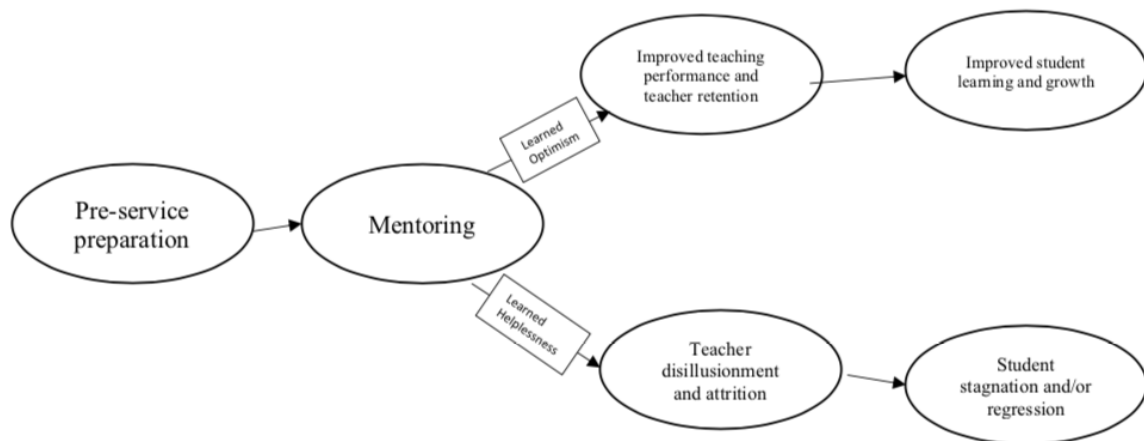 Pre-service
preparation
Mentoring
Learned
Optimism
Improved teaching
performance and
teacher retention
Improved student
learning and growth
Learned
Helplessness
Teacher
disillusionment
and attrition
Student
stagnation and/or
regression